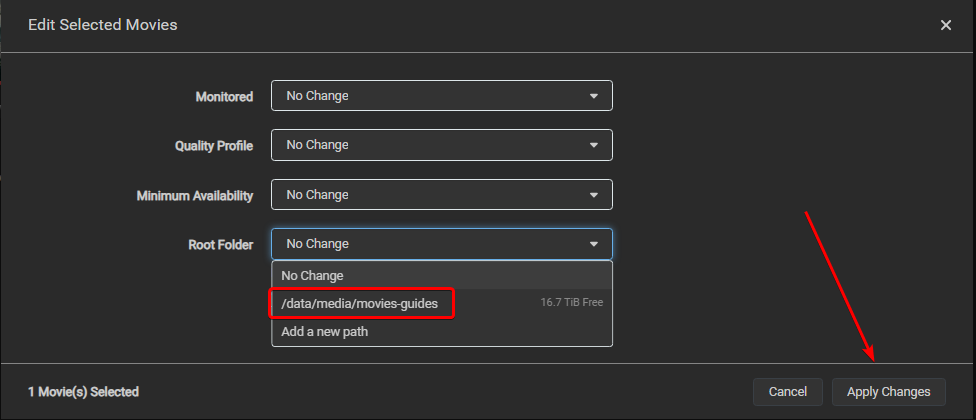 Edit Selected Movies
Monitored No Change
Quality Profile No Change
Minimum Availability No Change
Root Folder No Change
No Change
/data/media/movies-guides 16.7 TiB Free
Add a new path
1 Movie(s) Selected Cancel Apply Changes